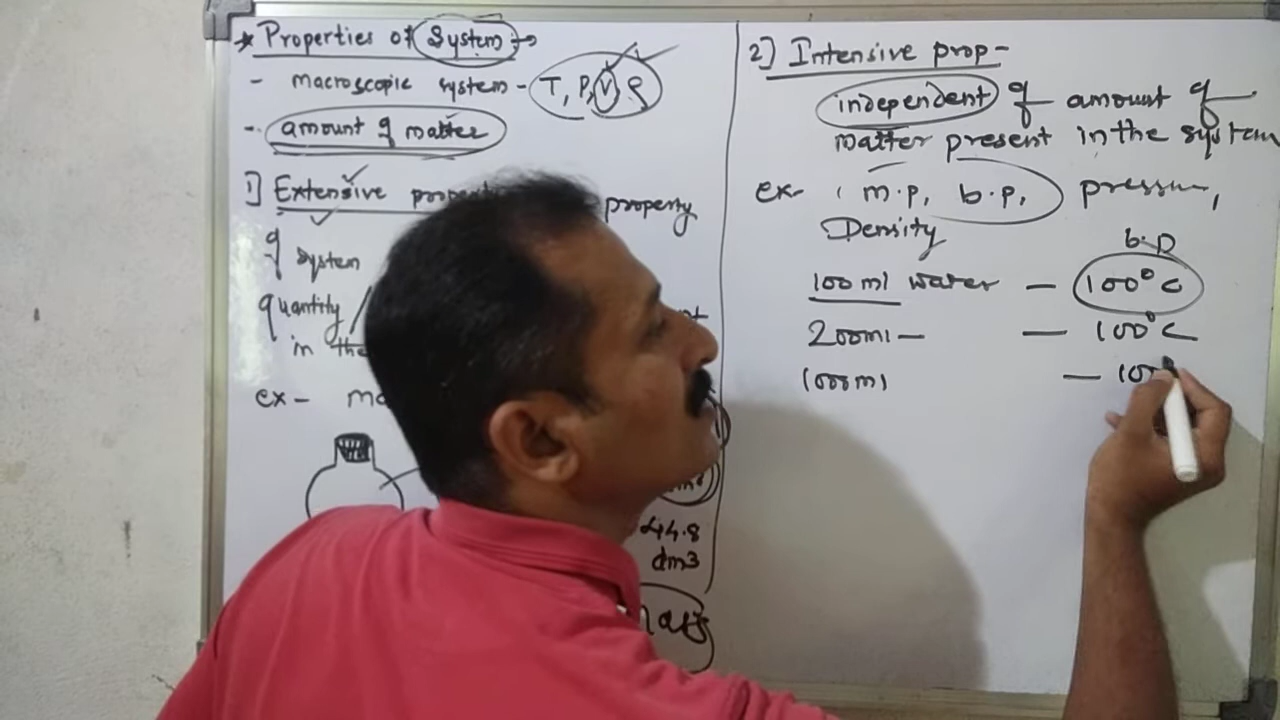 * Properties of System →
- macroscopic system - T, P, V, ρ
- amount of matter
1] Extensive property
of system
quantity
in the
ex -
44.8
dm3
2] Intensive prop-
independent of amount of
matter present in the system
ex- m.p, b.p,
Density
b.p
100 ml water — 100°C
200ml — — 100°C
1000ml — 100